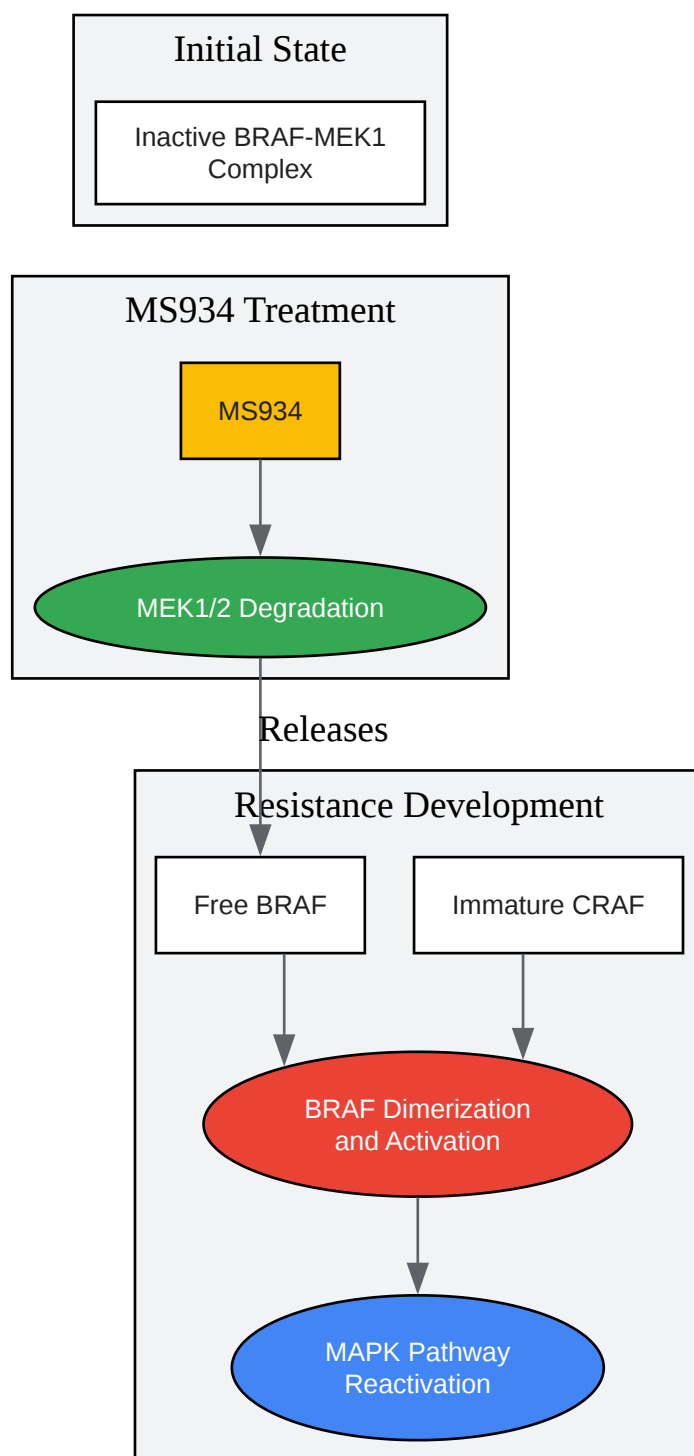 Initial State
Inactive BRAF-MEK1
Complex
MS934 Treatment
MS934
MEK1/2 Degradation
Releases
Resistance Development
Free BRAF
Immature CRAF
BRAF Dimerization
and Activation
MAPK Pathway
Reactivation